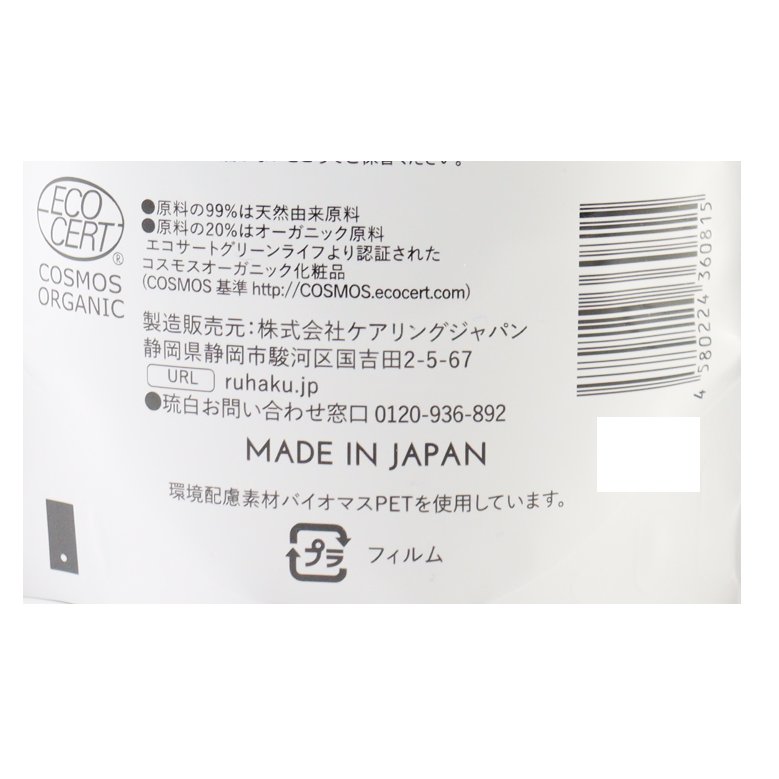 ご保管ください。
ECO
CERT
®
COSMOS
ORGANIC
●原料の99%は天然由来原料
●原料の20%はオーガニック原料
エコサートグリーンライフより認証された
コスモスオーガニック化粧品
(COSMOS 基準 http://COSMOS.ecocert.com)
製造販売元:株式会社ケアリングジャパン
静岡県静岡市駿河区国吉田2-5-67
URL ruhaku.jp
●琉白お問い合わせ窓口 0120-936-892
MADE IN JAPAN
環境配慮素材バイオマスPETを使用しています。
プラ フィルム
4 580224 360815